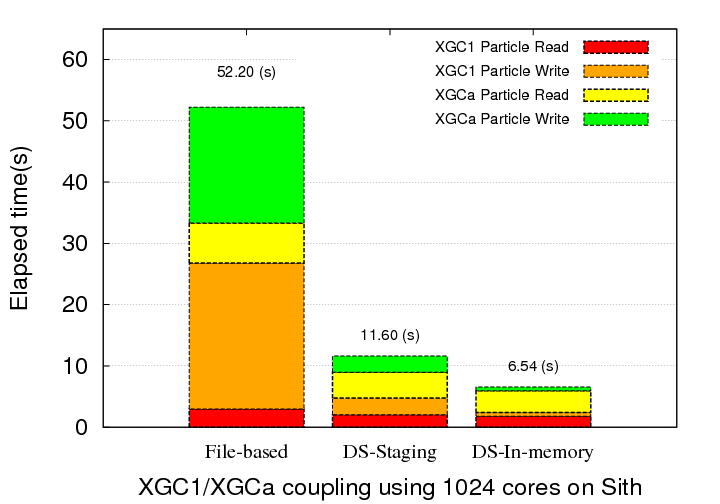 XGC1 Particle Read
XGC1 Particle Write
XGCa Particle Read
XGCa Particle Write
60
50
40
30
20
10
0
Elapsed time(s)
52.20 (s)
11.60 (s)
6.54 (s)
File-based
DS-Staging
DS-In-memory
XGC1/XGCa coupling using 1024 cores on Sith